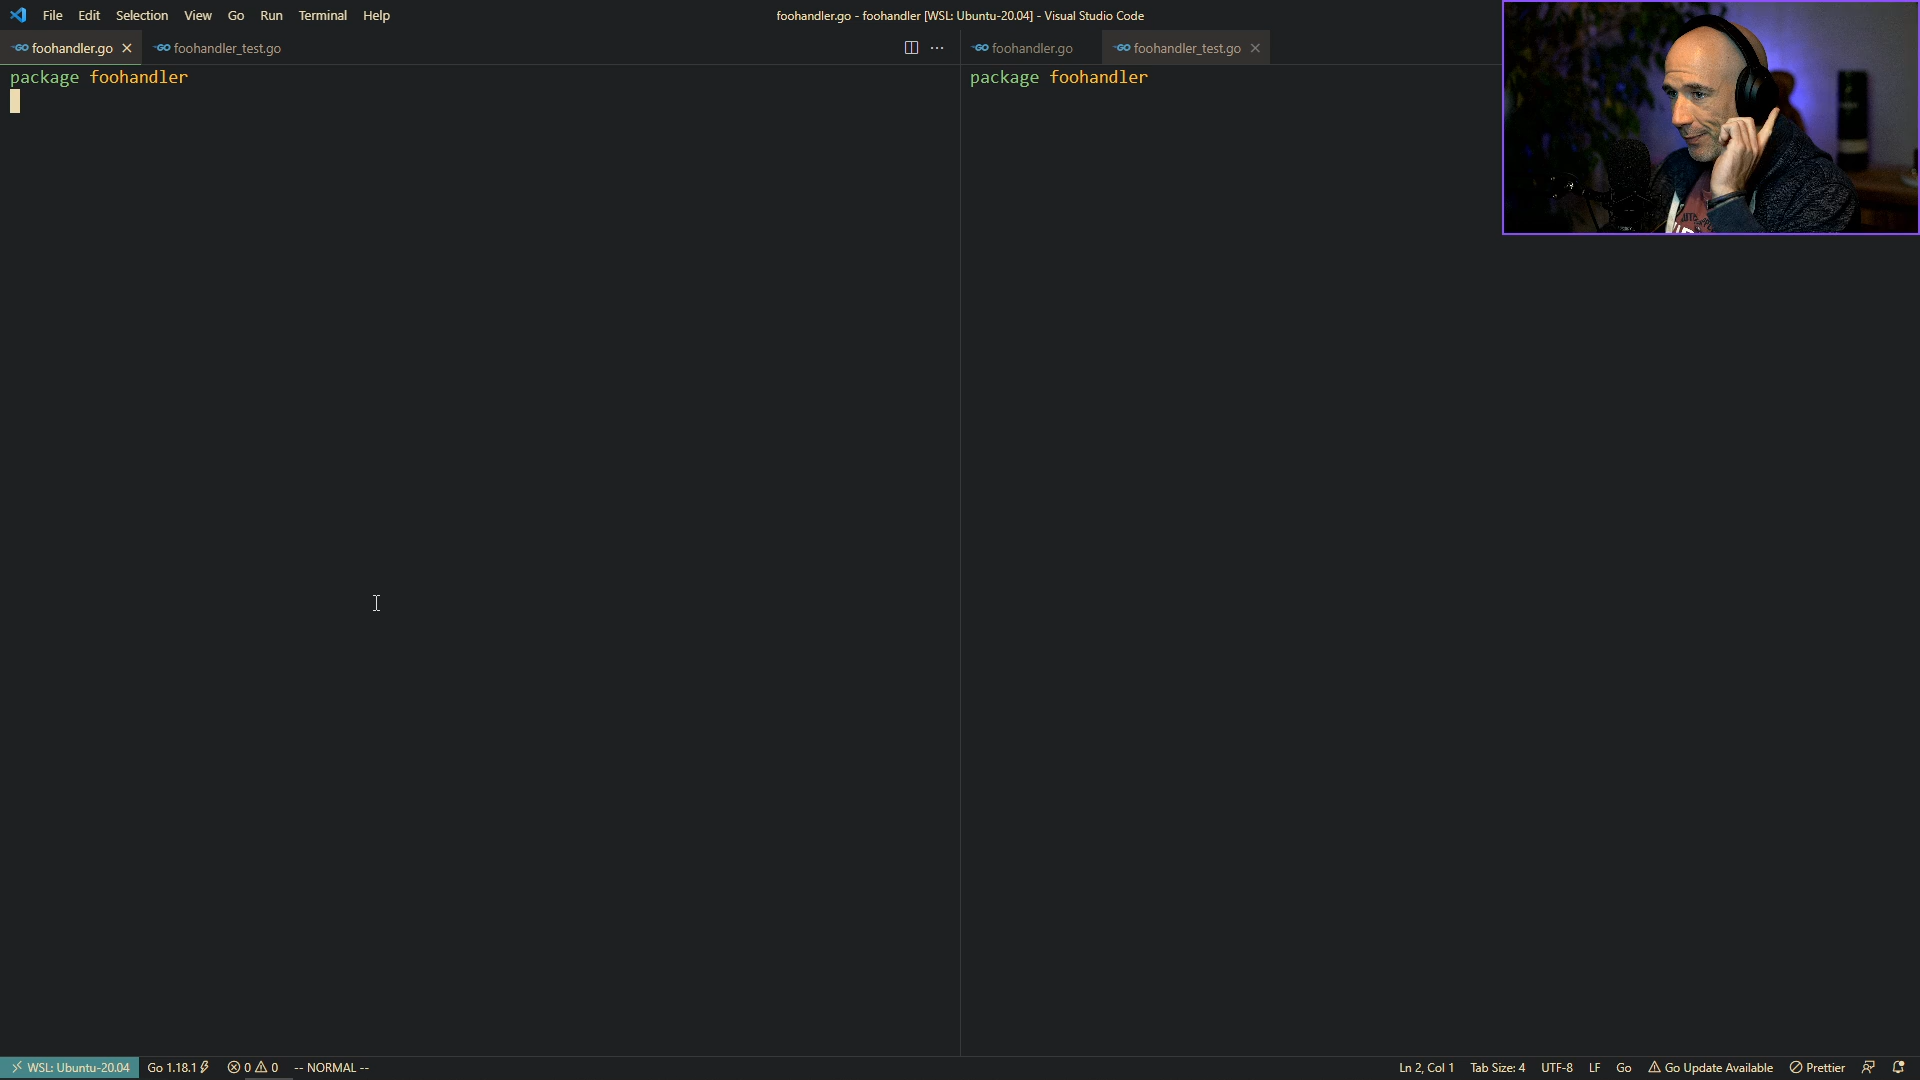 File Edit Selection View Go Run Terminal Help
foohandler.go - foohandler [WSL: Ubuntu-20.04] - Visual Studio Code
foohandler.go foohandler_test.go
package foohandler
foohandler.go foohandler_test.go
package foohandler
WSL: Ubuntu-20.04 Go 1.18.1 0 0 -- NORMAL --
Ln 2, Col 1 Tab Size: 4 UTF-8 LF Go Go Update Available Prettier